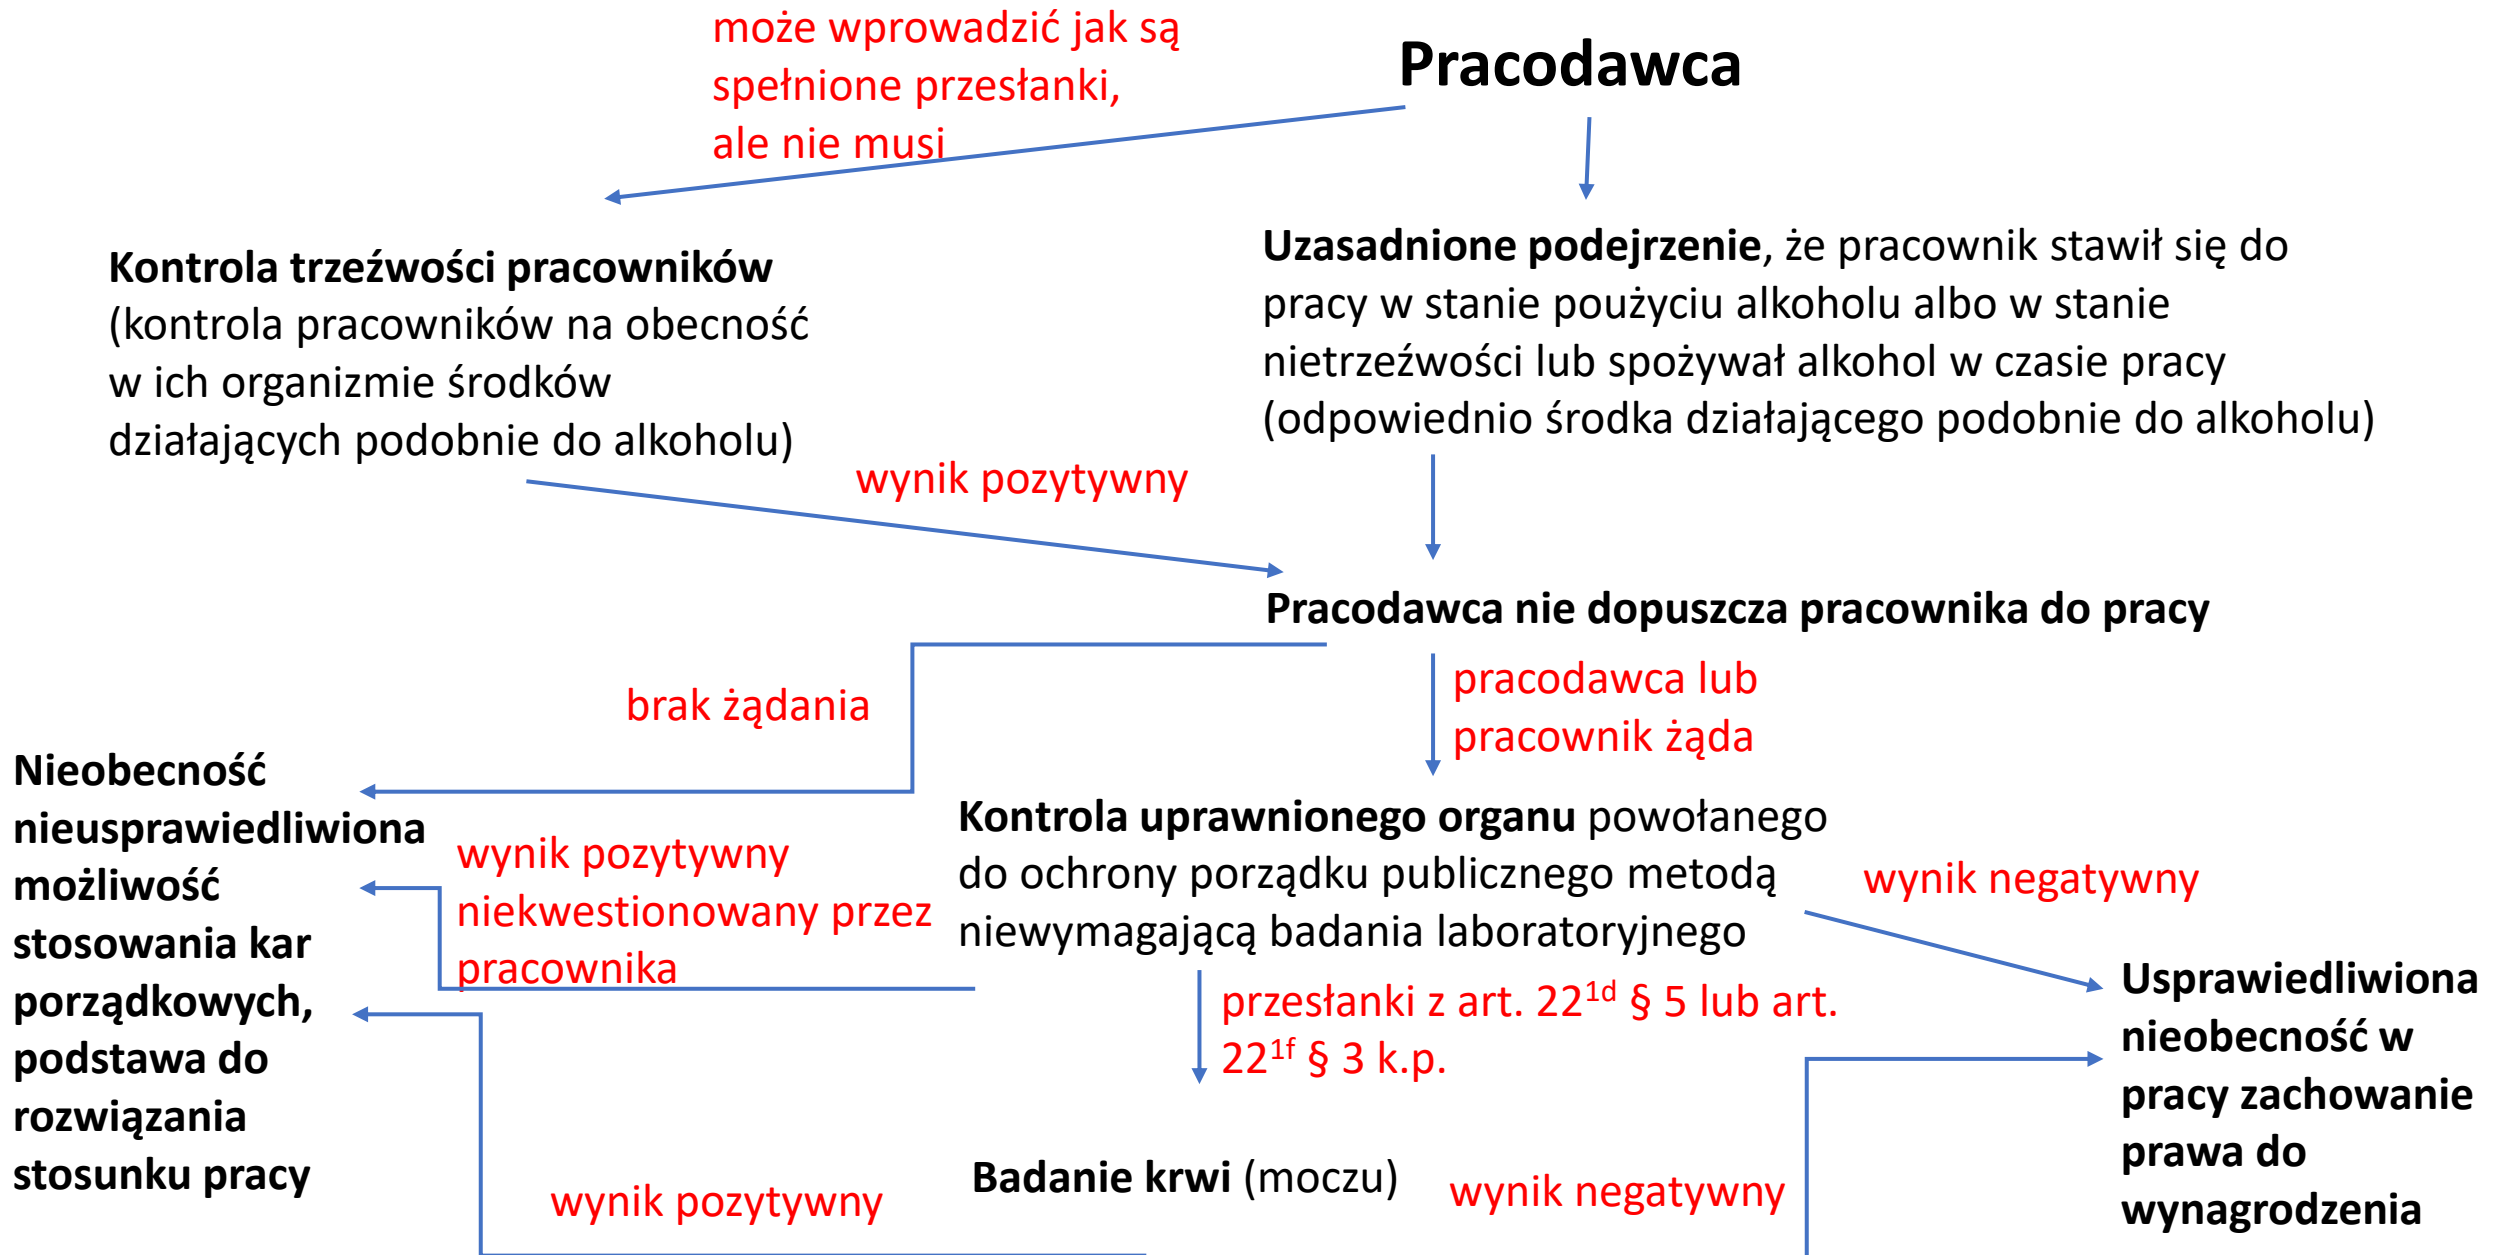 może wprowadzić jak są
spełnione przesłanki,
ale nie musi
Pracodawca
Kontrola trzeźwości pracowników
(kontrola pracowników na obecność
w ich organizmie środków
działających podobnie do alkoholu)
Uzasadnione podejrzenie, że pracownik stawił się do
pracy w stanie poużyciu alkoholu albo w stanie
nietrzeźwości lub spożywał alkohol w czasie pracy
(odpowiednio środka działającego podobnie do alkoholu)
wynik pozytywny
Pracodawca nie dopuszcza pracownika do pracy
brak żądania
pracodawca lub
pracownik żąda
Nieobecność
nieusprawiedliwiona
możliwość
stosowania kar
porządkowych,
podstawa do
rozwiązania
stosunku pracy
wynik pozytywny
niekwestionowany przez
pracownika
Kontrola uprawnionego organu powołanego
do ochrony porządku publicznego metodą
niewymagającą badania laboratoryjnego
wynik negatywny
przesłanki z art. 22^1d § 5 lub art.
22^1f § 3 k.p.
Usprawiedliwiona
nieobecność w
pracy zachowanie
prawa do
wynagrodzenia
Badanie krwi (moczu)
wynik pozytywny
wynik negatywny